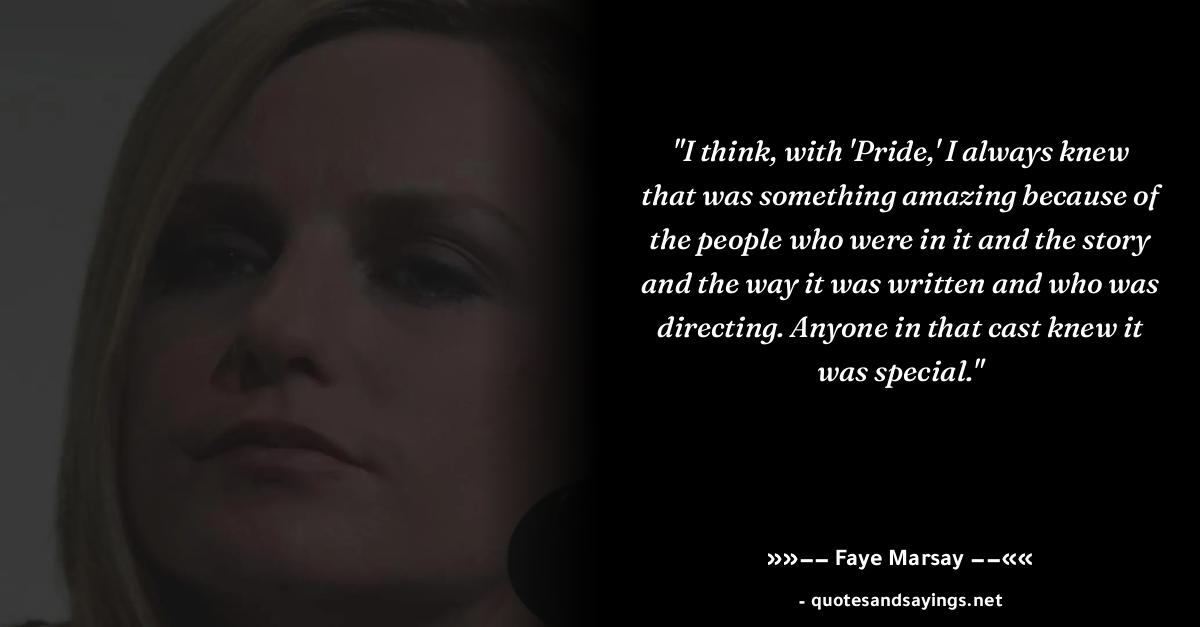 "I think, with 'Pride,' I always knew
that was something amazing because of
the people who were in it and the story
and the way it was written and who was
directing. Anyone in that cast knew it
was special."
»»−− Faye Marsay −−««
- quotesandsayings.net